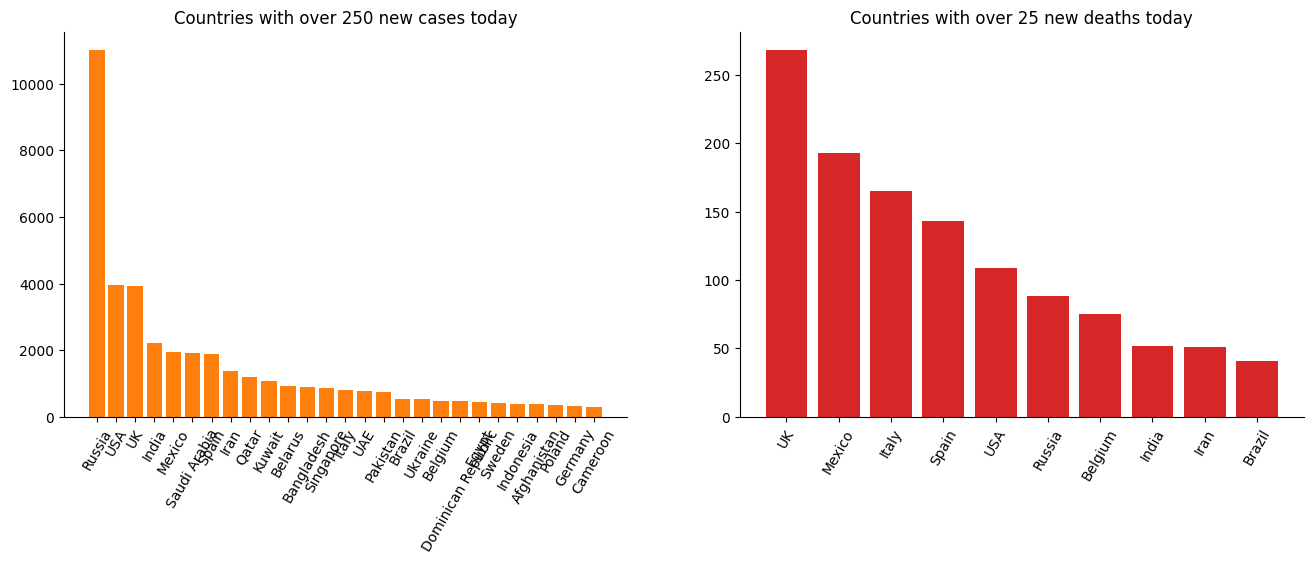 Countries with over 250 new cases today
10000
8000
6000
4000
2000
0
Russia
USA
UK
India
Mexico
Saudi Arabia
Spain
Iran
Qatar
Kuwait
Belarus
Bangladesh
Singapore
Italy
UAE
Pakistan
Brazil
Ukraine
Belgium
Dominican Republic
Egypt
Sweden
Indonesia
Afghanistan
Poland
Germany
Cameroon
Countries with over 25 new deaths today
250
200
150
100
50
0
UK
Mexico
Italy
Spain
USA
Russia
Belgium
India
Iran
Brazil